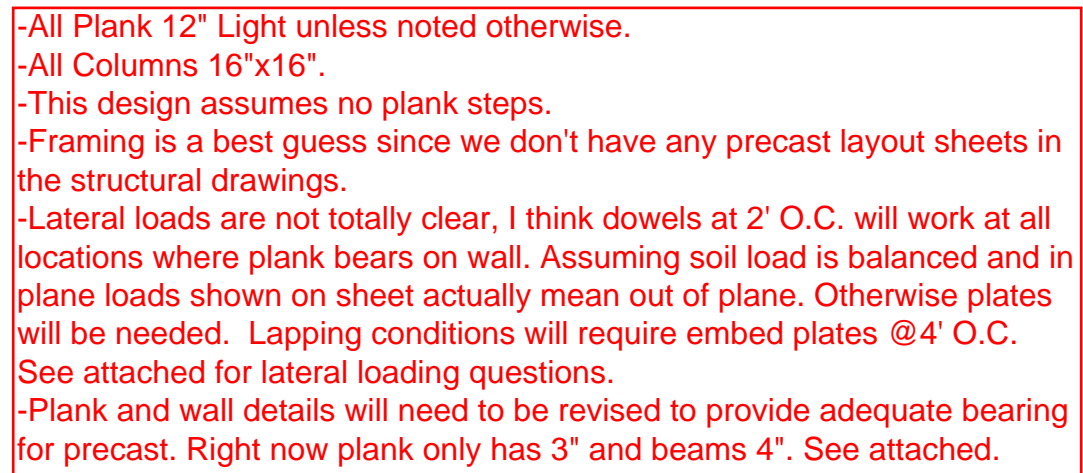 -All Plank 12" Light unless noted otherwise.
-All Columns 16"x16".
-This design assumes no plank steps.
-Framing is a best guess since we don't have any precast layout sheets in
the structural drawings.
-Lateral loads are not totally clear, I think dowels at 2' O.C. will work at all
locations where plank bears on wall. Assuming soil load is balanced and in
plane loads shown on sheet actually mean out of plane. Otherwise plates
will be needed.  Lapping conditions will require embed plates @4' O.C.
See attached for lateral loading questions.
-Plank and wall details will need to be revised to provide adequate bearing
for precast. Right now plank only has 3" and beams 4". See attached.